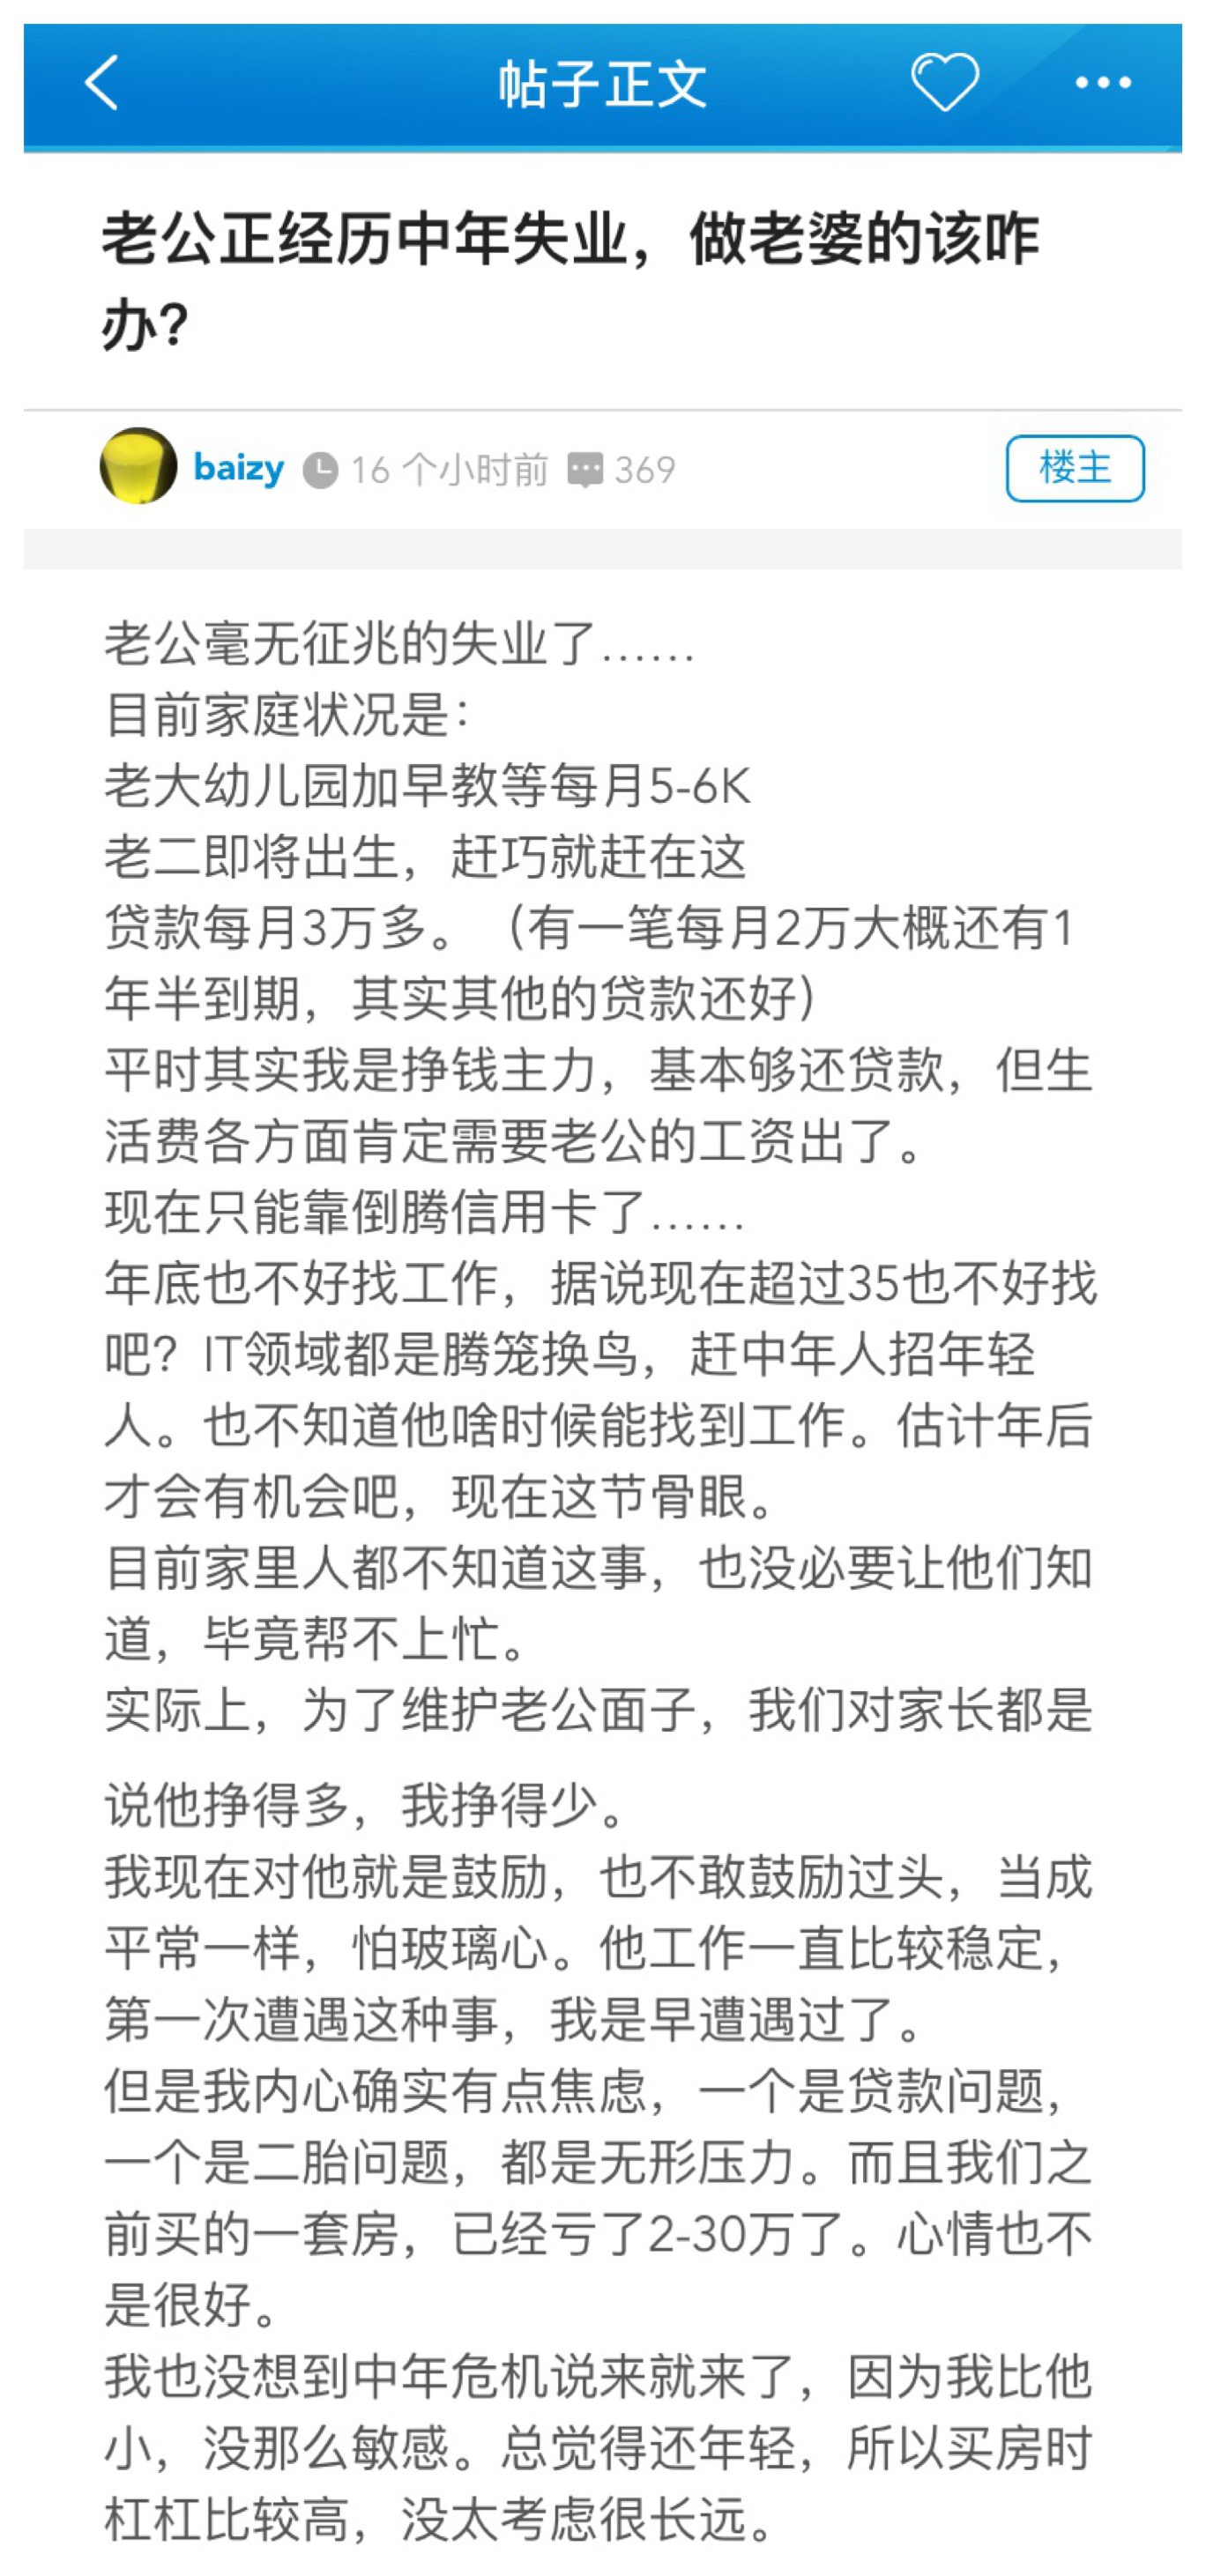 帖子正文
老公正经历中年失业，做老婆的该咋
办？
baizy 16 个小时前 369 楼主
老公毫无征兆的失业了......
目前家庭状况是：
老大幼儿园加早教等每月5-6K
老二即将出生，赶巧就赶在这
贷款每月3万多。（有一笔每月2万大概还有1
年半到期，其实其他的贷款还好）
平时其实我是挣钱主力，基本够还贷款，但生
活费各方面肯定需要老公的工资出了。
现在只能靠倒腾信用卡了......
年底也不好找工作，据说现在超过35也不好找
吧？IT领域都是腾笼换鸟，赶中年人招年轻
人。也不知道他啥时候能找到工作。估计年后
才会有机会吧，现在这节骨眼。
目前家里人都不知道这事，也没必要让他们知
道，毕竟帮不上忙。
实际上，为了维护老公面子，我们对家长都是
说他挣得多，我挣得少。
我现在对他就是鼓励，也不敢鼓励过头，当成
平常一样，怕玻璃心。他工作一直比较稳定，
第一次遭遇这种事，我是早遭遇过了。
但是我内心确实有点焦虑，一个是贷款问题，
一个是二胎问题，都是无形压力。而且我们之
前买的一套房，已经亏了2-30万了。心情也不
是很好。
我也没想到中年危机说来就来了，因为我比他
小，没那么敏感。总觉得还年轻，所以买房时
杠杠比较高，没太考虑很长远。